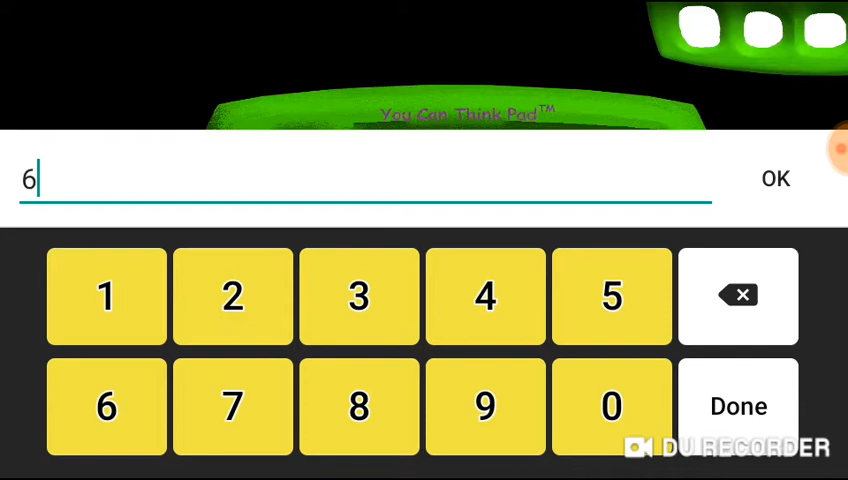 You Can Think Pad™
6
OK
1 2 3 4 5
6 7 8 9 0 Done
DU RECORDER